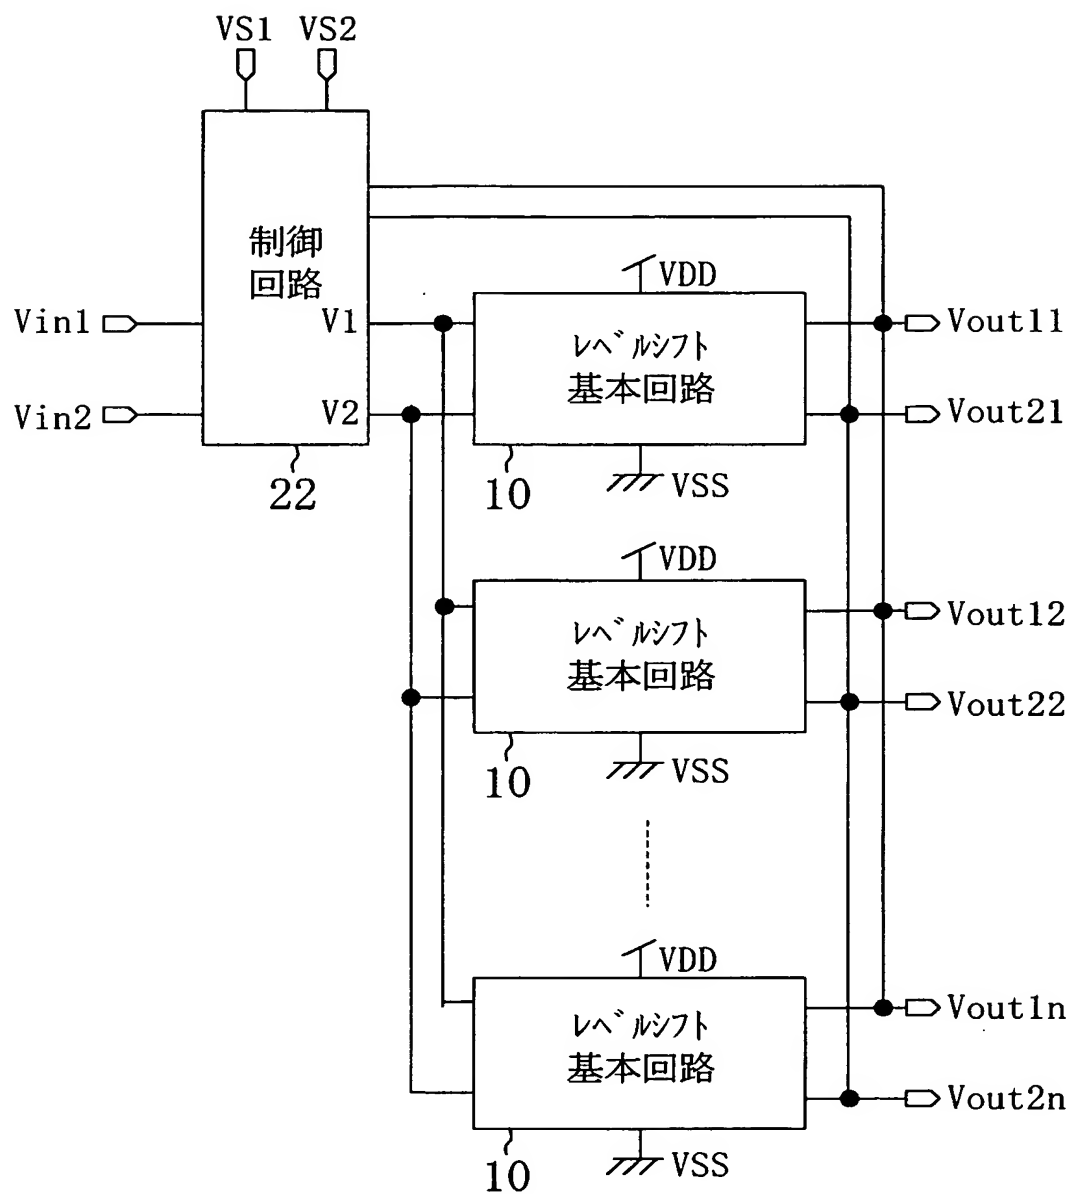 VS1 VS2
制御
回路
Vin1
V1
Vin2
V2
22
VDD
レベルシフト
基本回路
Vout11
Vout21
10
VSS
VDD
レベルシフト
基本回路
Vout12
Vout22
10
VSS
VDD
レベルシフト
基本回路
Vout1n
Vout2n
10
VSS